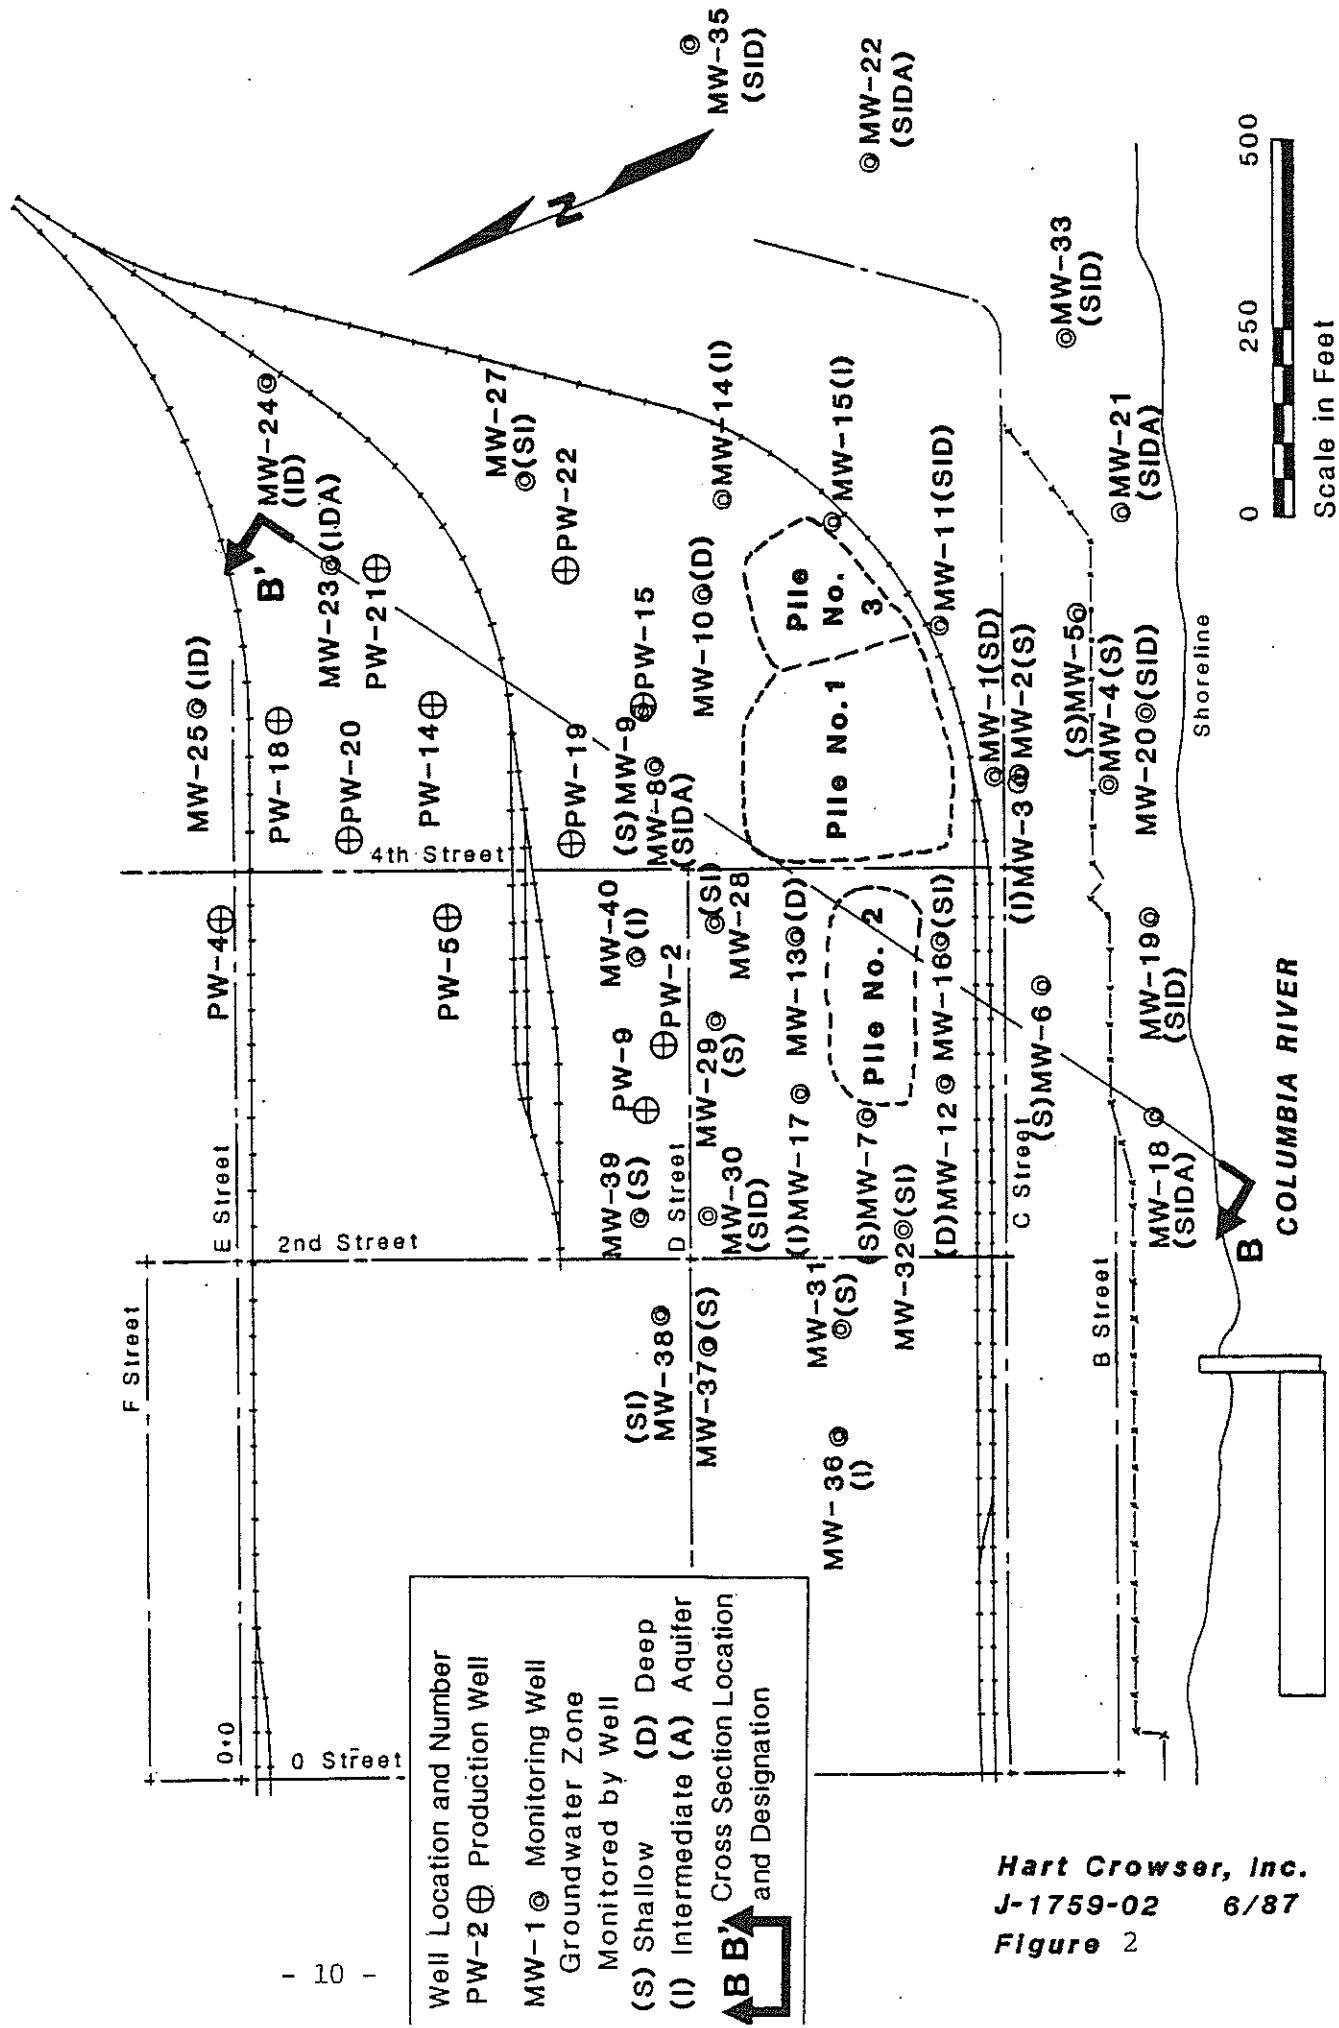 MW-35
(SID)
MW-22
(SIDA)
N
MW-33
(SID)
0 250 500
Scale in Feet
MW-24
(ID)
B'
MW-23 (IDA)
PW-21
MW-27
(SI)
PW-22
MW-14(I)
MW-15(I)
MW-21
(SIDA)
MW-25 (ID)
PW-18
PW-20
PW-14
PW-19
PW-15
(S)MW-9
MW-8
(SIDA)
MW-10 (D)
Pile
No.
3
Pile No.1
MW-11(SID)
MW-1(SD)
MW-2(S)
(I)MW-3
(S)MW-5
MW-4(S)
MW-20 (SID)
Shoreline
4th Street
PW-4
PW-5
MW-40
(I)
PW-9
PW-2
(SI)
MW-28
MW-29
(S)
MW-13 (D)
Pile No. 2
MW-16 (SI)
(D)MW-12
(S)MW-6
MW-19
(SID)
E Street
2nd Street
MW-39
(S)
D Street
MW-30
(SID)
(I)MW-17
(S)MW-7
MW-32 (SI)
C Street
MW-18
(SIDA)
B
COLUMBIA RIVER
F Street
(SI)
MW-38
MW-37 (S)
MW-31
(S)
MW-36
(I)
B Street
0+0
0 Street
Well Location and Number
PW-2 Production Well
MW-1 Monitoring Well
Groundwater Zone
Monitored by Well
(S) Shallow (D) Deep
(I) Intermediate (A) Aquifer
B B' Cross Section Location
and Designation
Hart Crowser, Inc.
J-1759-02 6/87
Figure 2
- 10 -